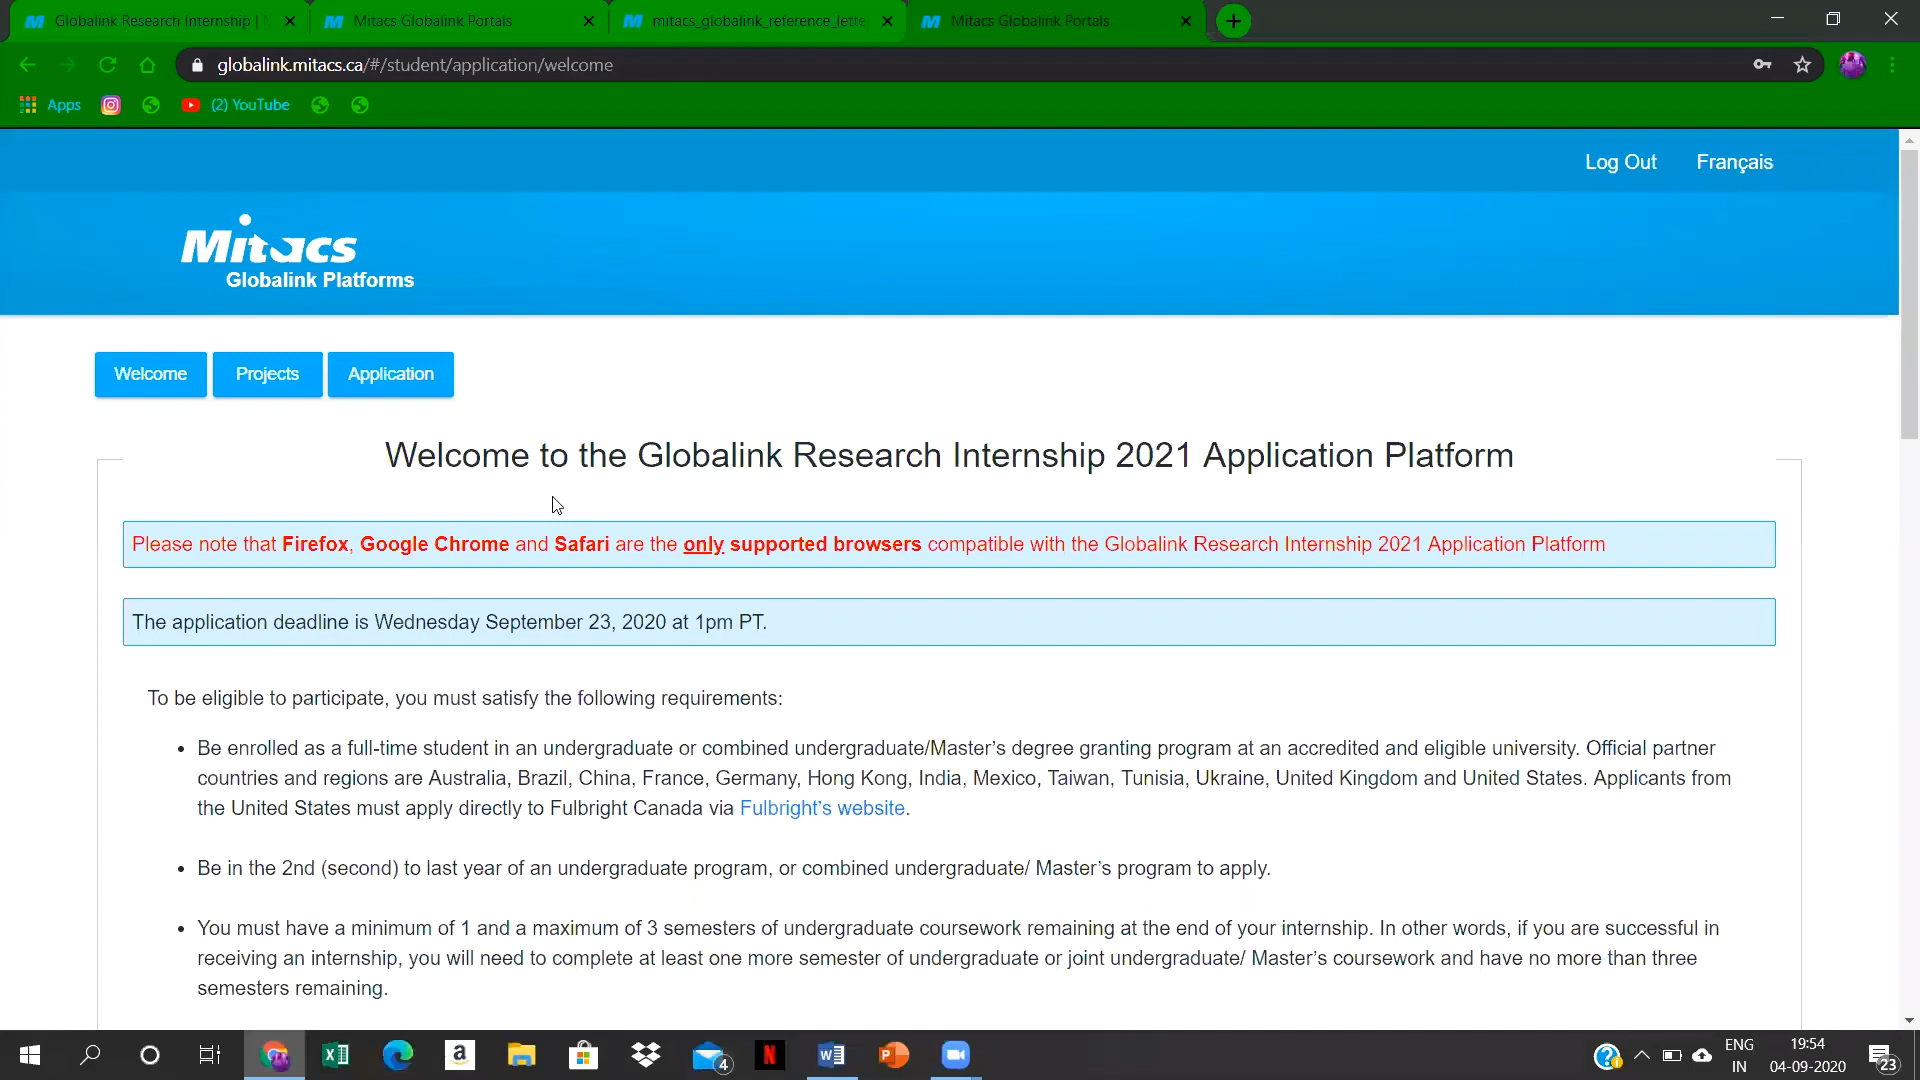 Globalink Research Internship |
Mitacs Globalink Portals
mitacs_globalink_reference_lette
Mitacs Globalink Portals
globalink.mitacs.ca/#/student/application/welcome
Apps
(2) YouTube
Log Out
Français
Mitacs
Globalink Platforms
Welcome
Projects
Application
Welcome to the Globalink Research Internship 2021 Application Platform
Please note that Firefox, Google Chrome and Safari are the only supported browsers compatible with the Globalink Research Internship 2021 Application Platform
The application deadline is Wednesday September 23, 2020 at 1pm PT.
To be eligible to participate, you must satisfy the following requirements:
• Be enrolled as a full-time student in an undergraduate or combined undergraduate/Master's degree granting program at an accredited and eligible university. Official partner
countries and regions are Australia, Brazil, China, France, Germany, Hong Kong, India, Mexico, Taiwan, Tunisia, Ukraine, United Kingdom and United States. Applicants from
the United States must apply directly to Fulbright Canada via Fulbright's website.
• Be in the 2nd (second) to last year of an undergraduate program, or combined undergraduate/ Master's program to apply.
• You must have a minimum of 1 and a maximum of 3 semesters of undergraduate coursework remaining at the end of your internship. In other words, if you are successful in
receiving an internship, you will need to complete at least one more semester of undergraduate or joint undergraduate/ Master's coursework and have no more than three
semesters remaining.
4
ENG
IN
19:54
04-09-2020
23